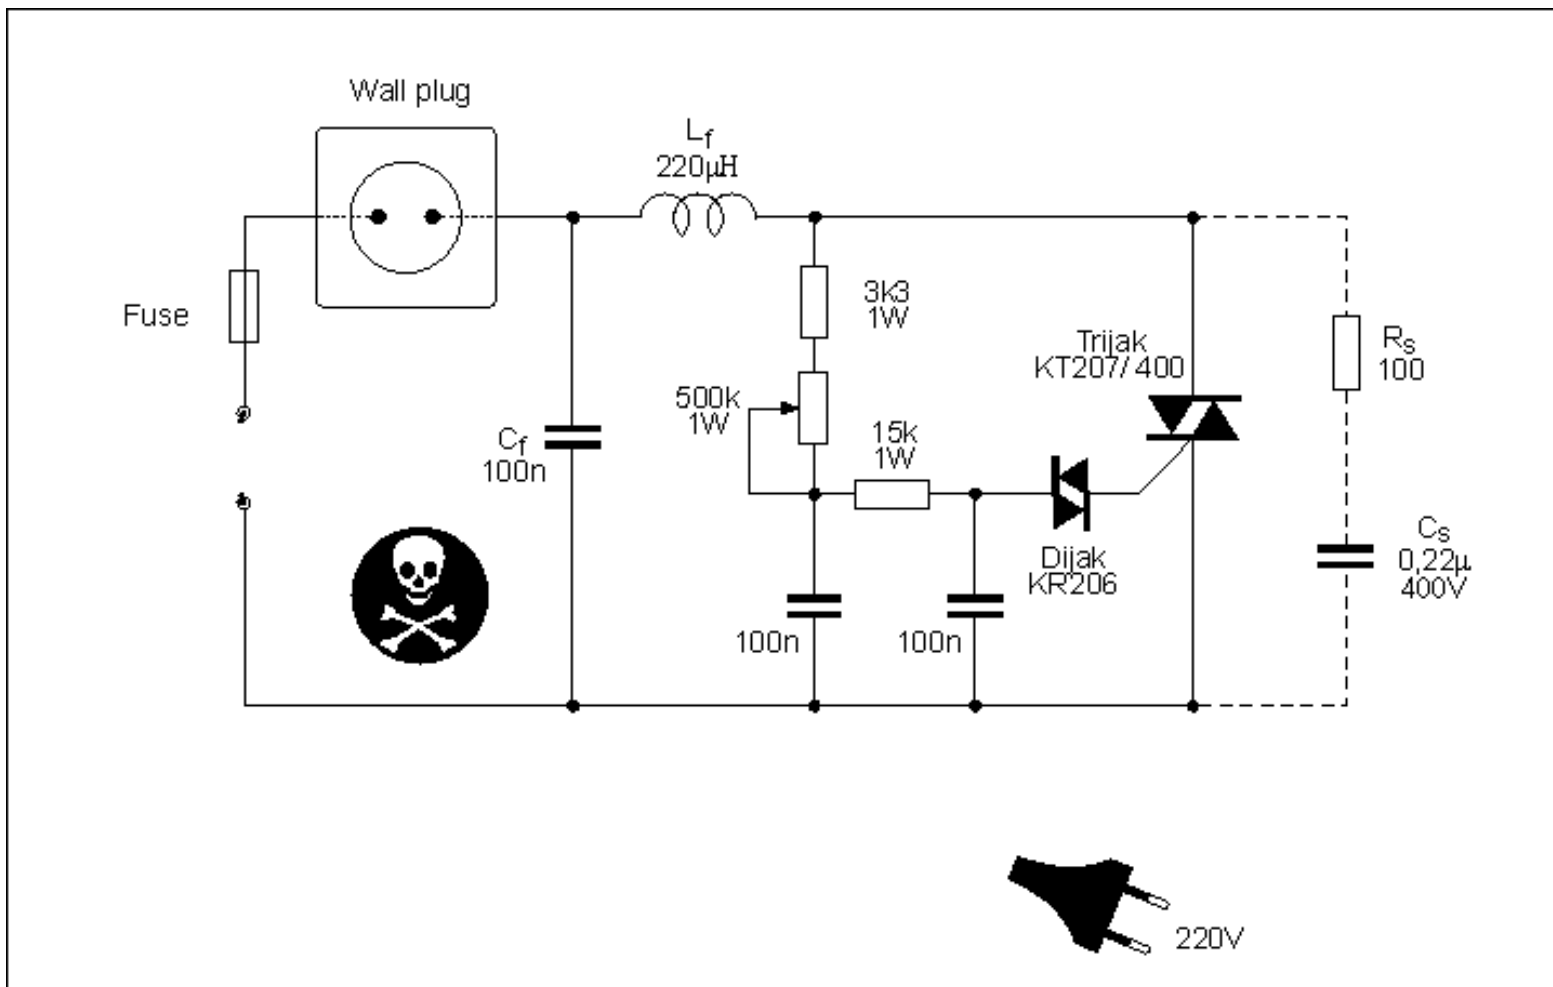 Wall plug
Lf
220µH
Fuse
3k3
1W
Trijak
KT207/400
Rs
100
500k
1W
15k
1W
Cf
100n
Dijak
KR206
Cs
0,22µ
400V
100n
100n
220V